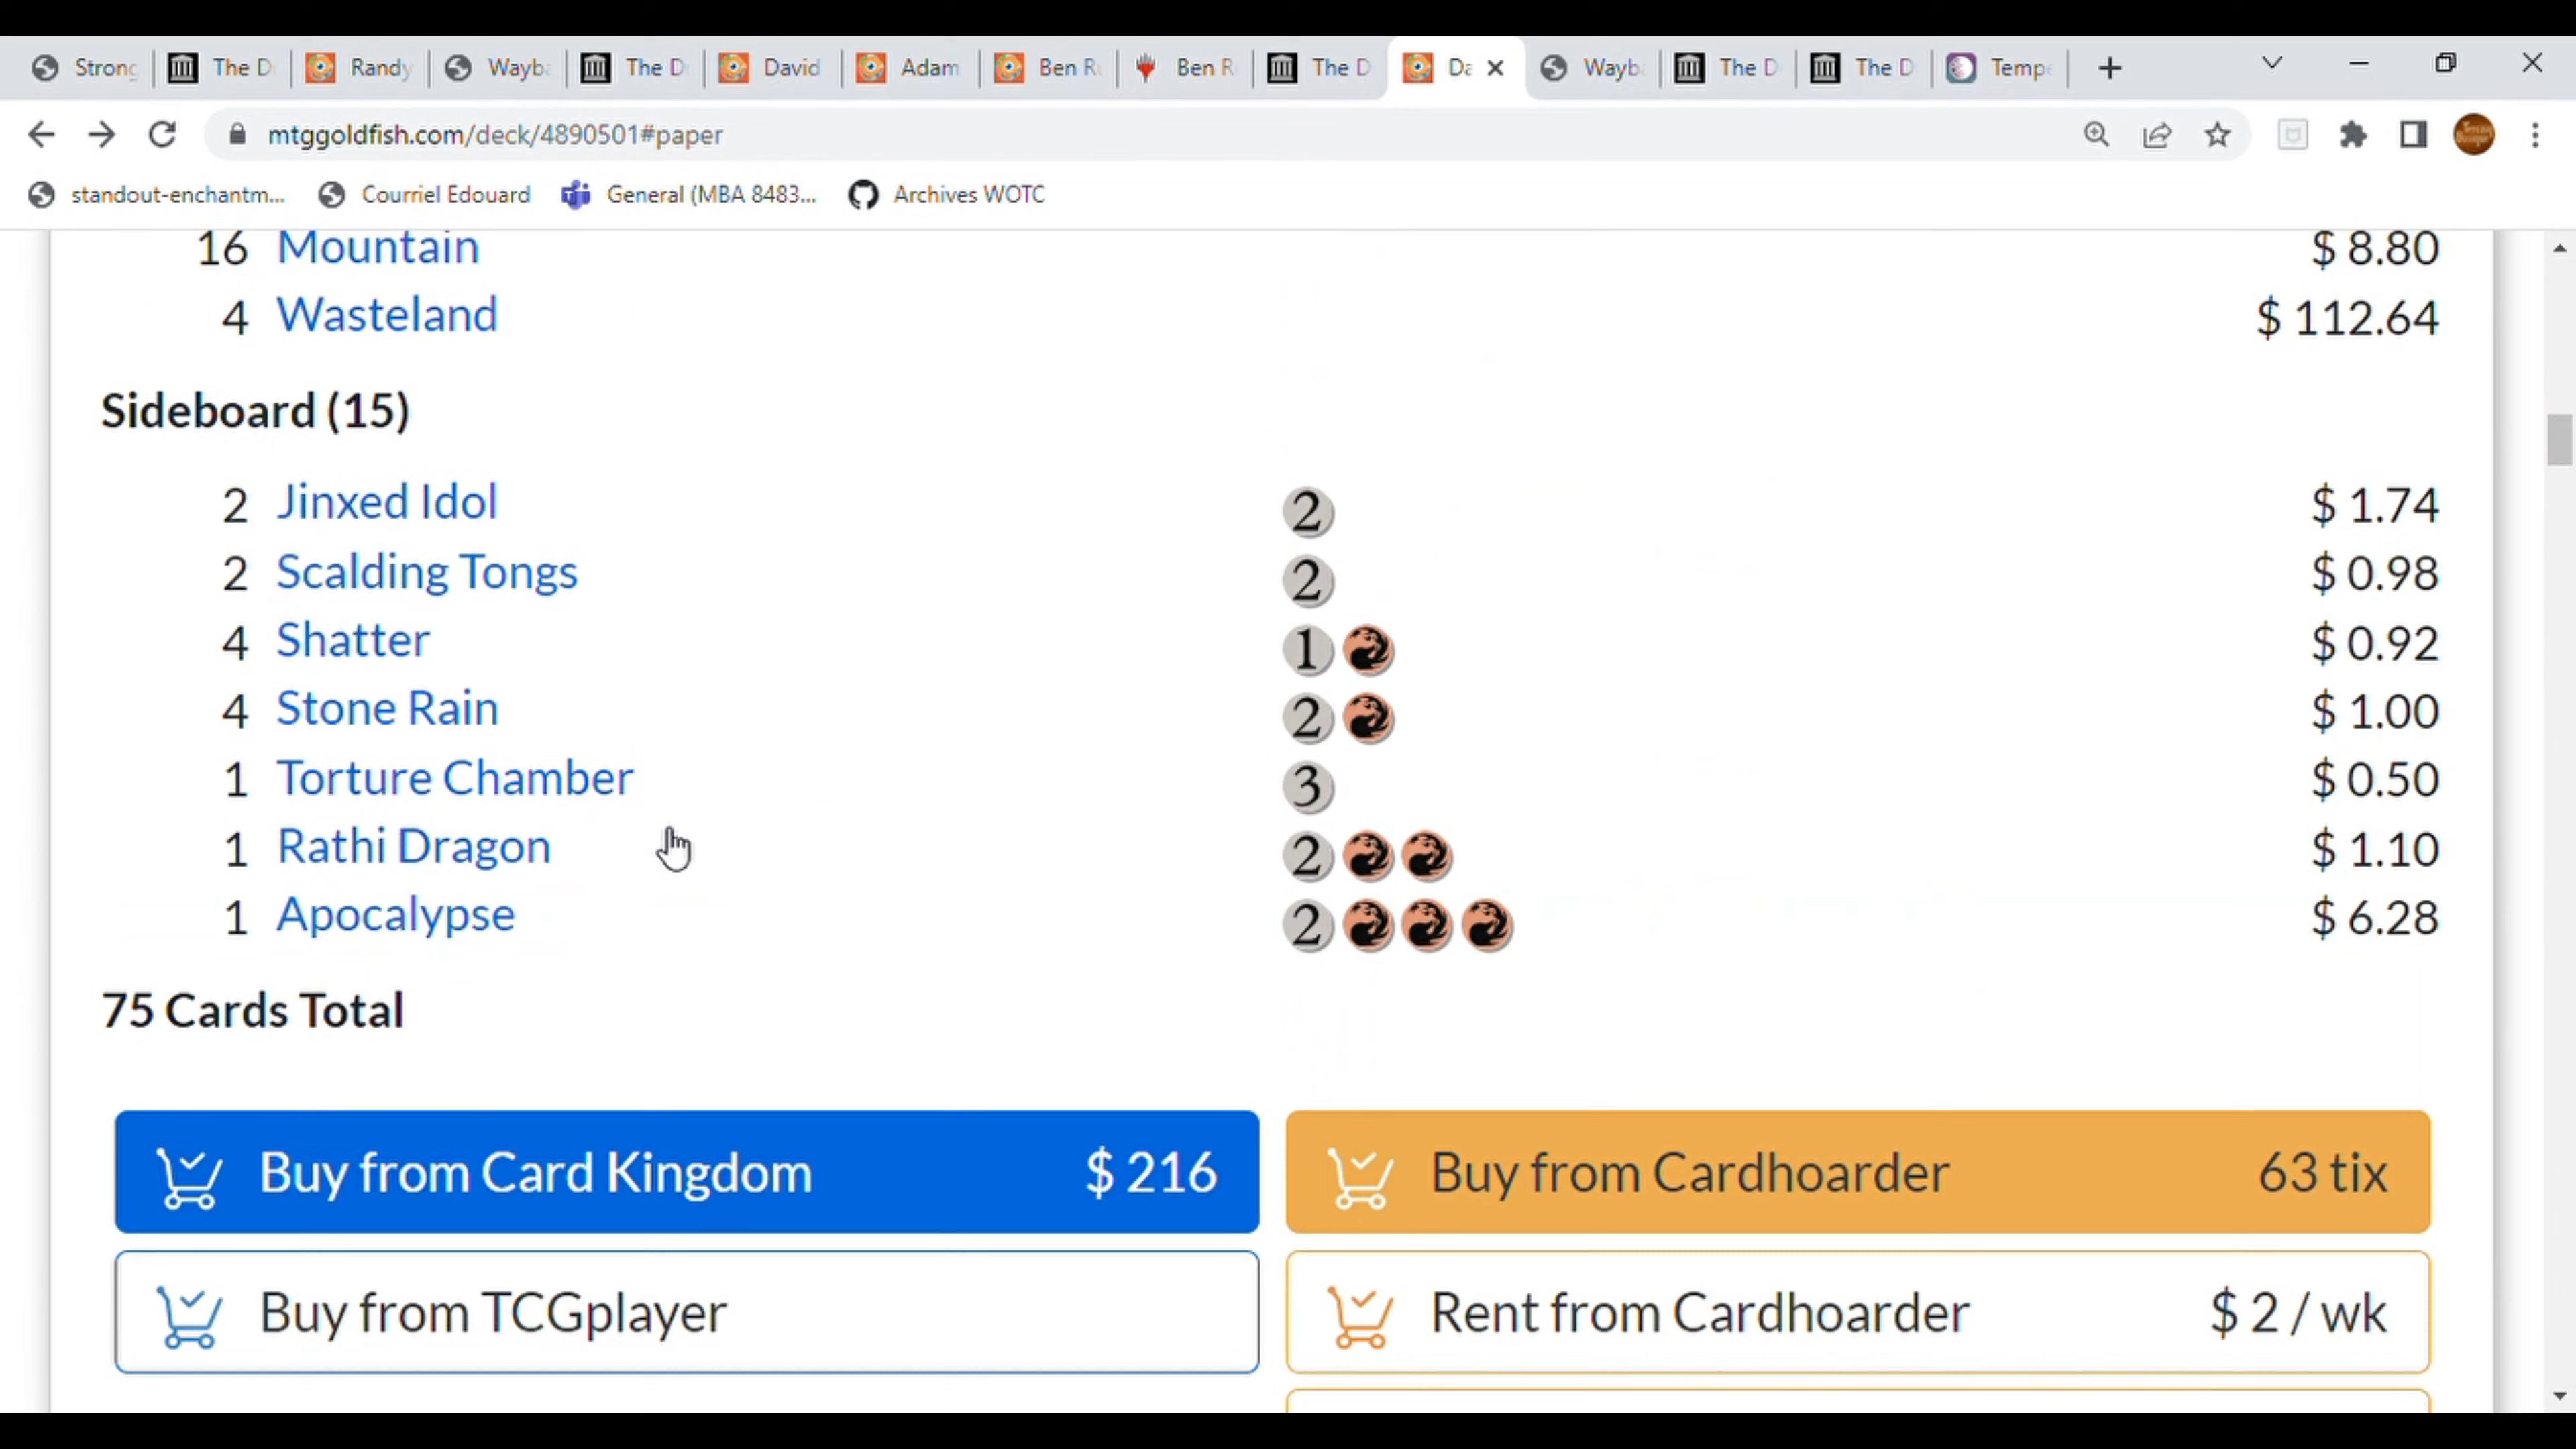 Strong The D Randy Wayba The D David Adam Ben R Ben R The D Da Wayb The D The D Temp
mtggoldfish.com/deck/4890501#paper
standout-enchantm... Courriel Edouard General (MBA 8483... Archives WOTC
16 Mountain $ 8.80
4 Wasteland $ 112.64
Sideboard (15)
2 Jinxed Idol 2 $ 1.74
2 Scalding Tongs 2 $ 0.98
4 Shatter 1 $ 0.92
4 Stone Rain 2 $ 1.00
1 Torture Chamber 3 $ 0.50
1 Rathi Dragon 2 $ 1.10
1 Apocalypse 2 $ 6.28
75 Cards Total
Buy from Card Kingdom $ 216
Buy from Cardhoarder 63 tix
Buy from TCGplayer
Rent from Cardhoarder $ 2 / wk